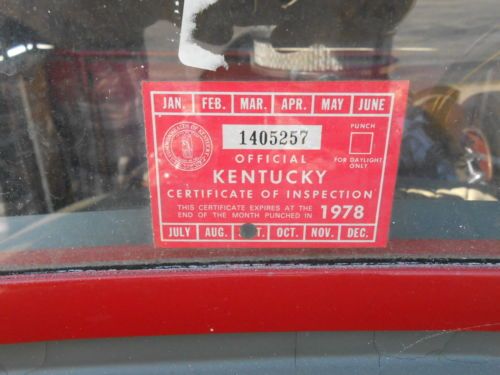 JAN. FEB. MAR. APR. MAY JUNE
1405257
PUNCH
OFFICIAL
FOR DAYLIGHT
ONLY
KENTUCKY
CERTIFICATE OF INSPECTION
THIS CERTIFICATE EXPIRES AT THE
END OF THE MONTH PUNCHED IN 1978
JULY AUG. OCT. NOV. DEC.